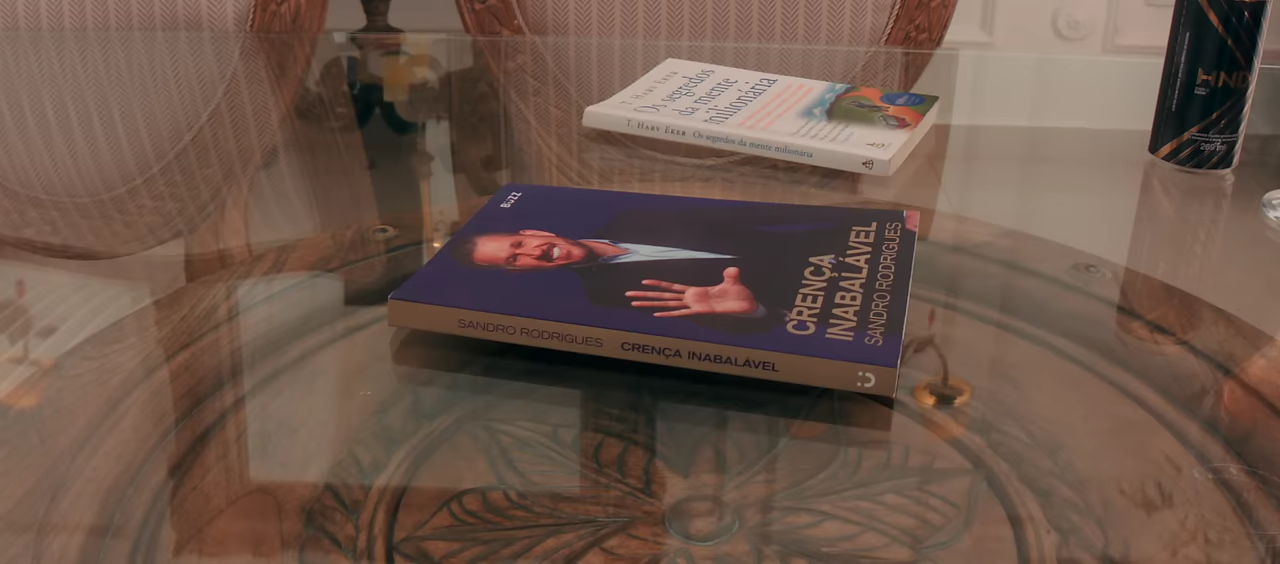 T. HARV EKER
Os segredos
da mente
milionária
T. HARV EKER Os segredos da mente milionária
BUZZ
CRENÇA
INABALÁVEL
SANDRO RODRIGUES
SANDRO RODRIGUES CRENÇA INABALÁVEL
HND
269 ml